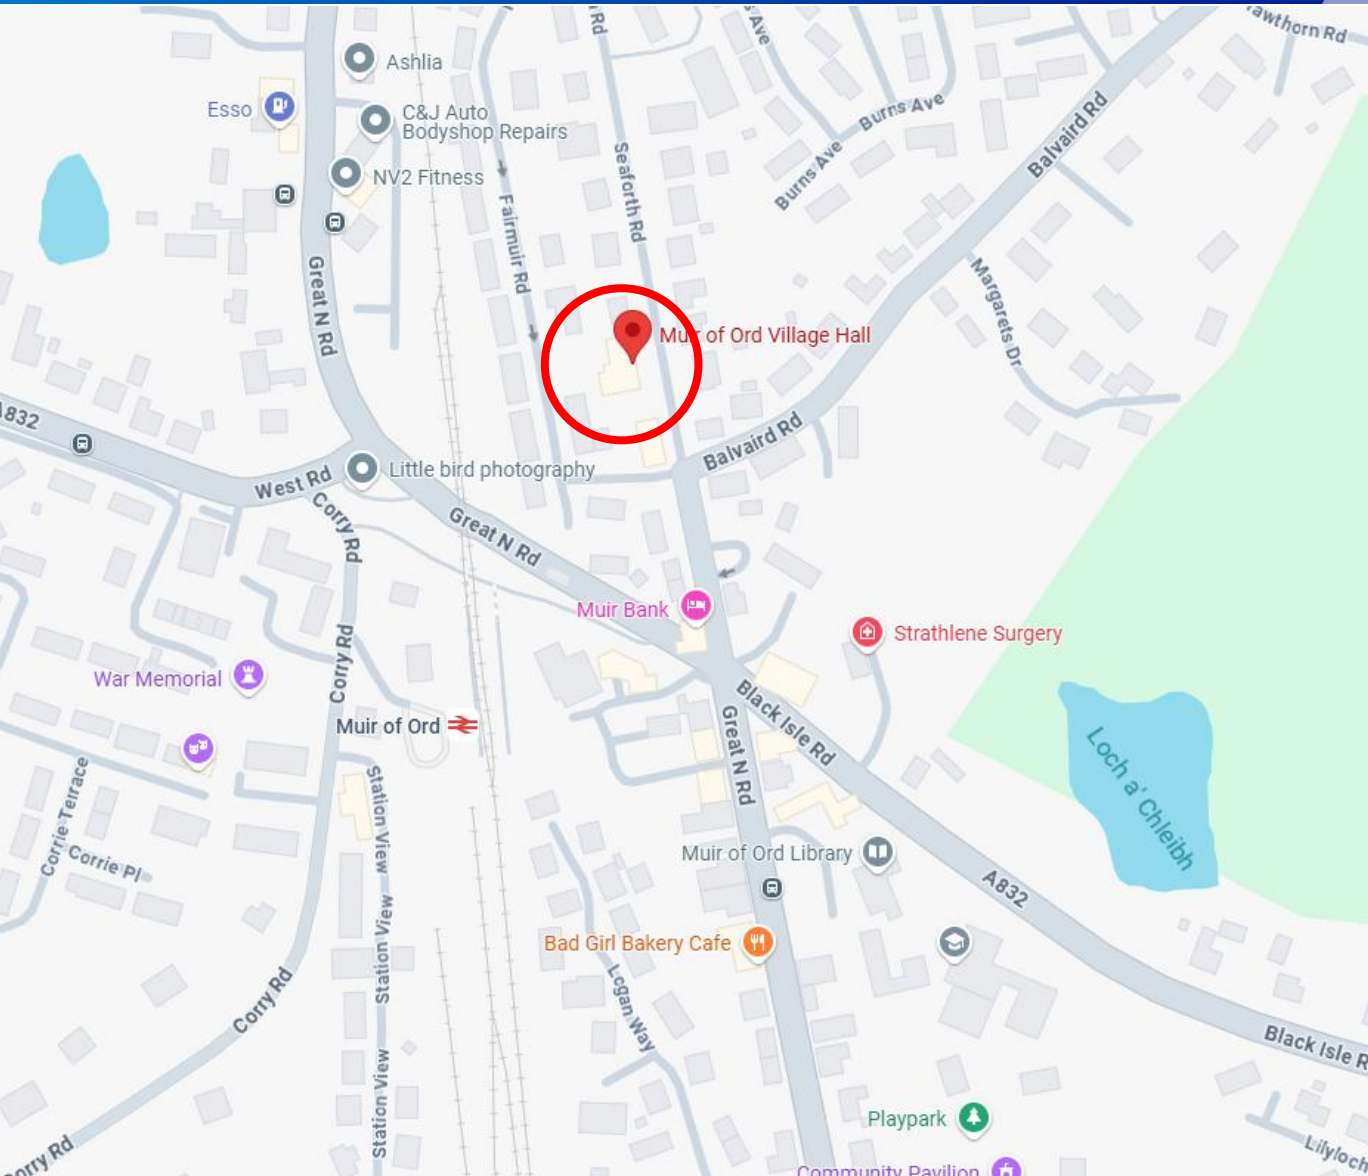 Rd
Ave
awthorn Rd
Ashlia
Esso
C&J Auto
Bodyshop Repairs
Burns Ave
Balvaird Rd
Burns Ave
NV2 Fitness
Seaforth Rd
Fairmuir Rd
Great N Rd
Margarets Dr
Muir of Ord Village Hall
A832
Balvaird Rd
West Rd
Little bird photography
Corry Rd
Great N Rd
Muir Bank
Strathlene Surgery
Corry Rd
War Memorial
Black Isle Rd
Muir of Ord
Great N Rd
Loch a' Chleibh
Station View
Corrie Terrace
Corrie Pl
Muir of Ord Library
A832
Station View
Bad Girl Bakery Cafe
Logan Way
Corry Rd
Black Isle R
Station View
Playpark
Lilyloch
orry Rd
Community Pavilion